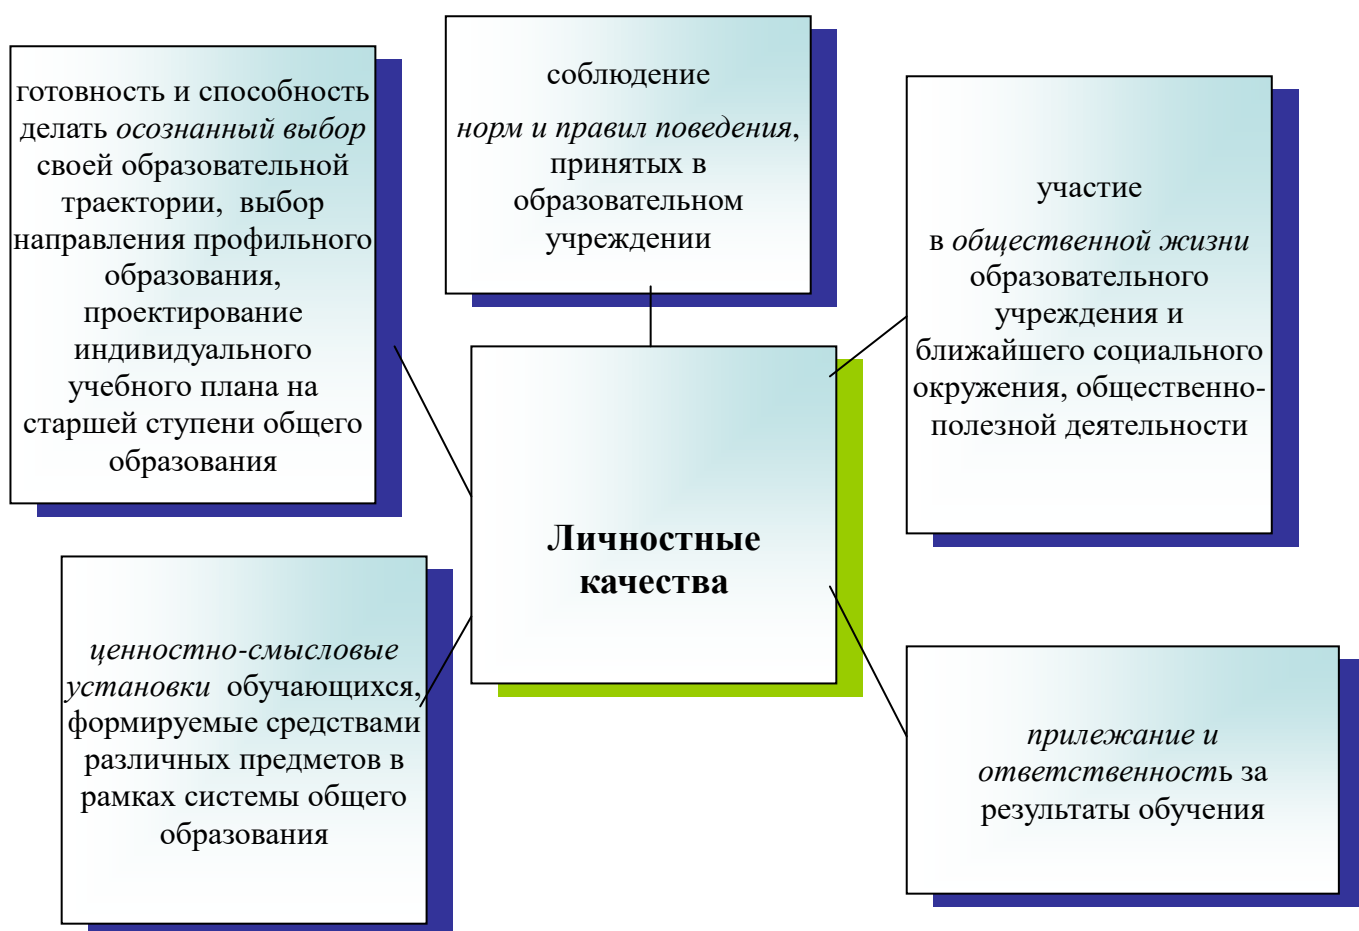 готовность и способность
делать осознанный выбор
своей образовательной
траектории, выбор
направления профильного
образования,
проектирование
индивидуального
учебного плана на
старшей ступени общего
образования
соблюдение
норм и правил поведения,
принятых в
образовательном
учреждении
участие
в общественной жизни
образовательного
учреждения и
ближайшего социального
окружения, общественно-
полезной деятельности
Личностные
качества
ценностно-смысловые
установки обучающихся,
формируемые средствами
различных предметов в
рамках системы общего
образования
прилежание и
ответственность за
результаты обучения